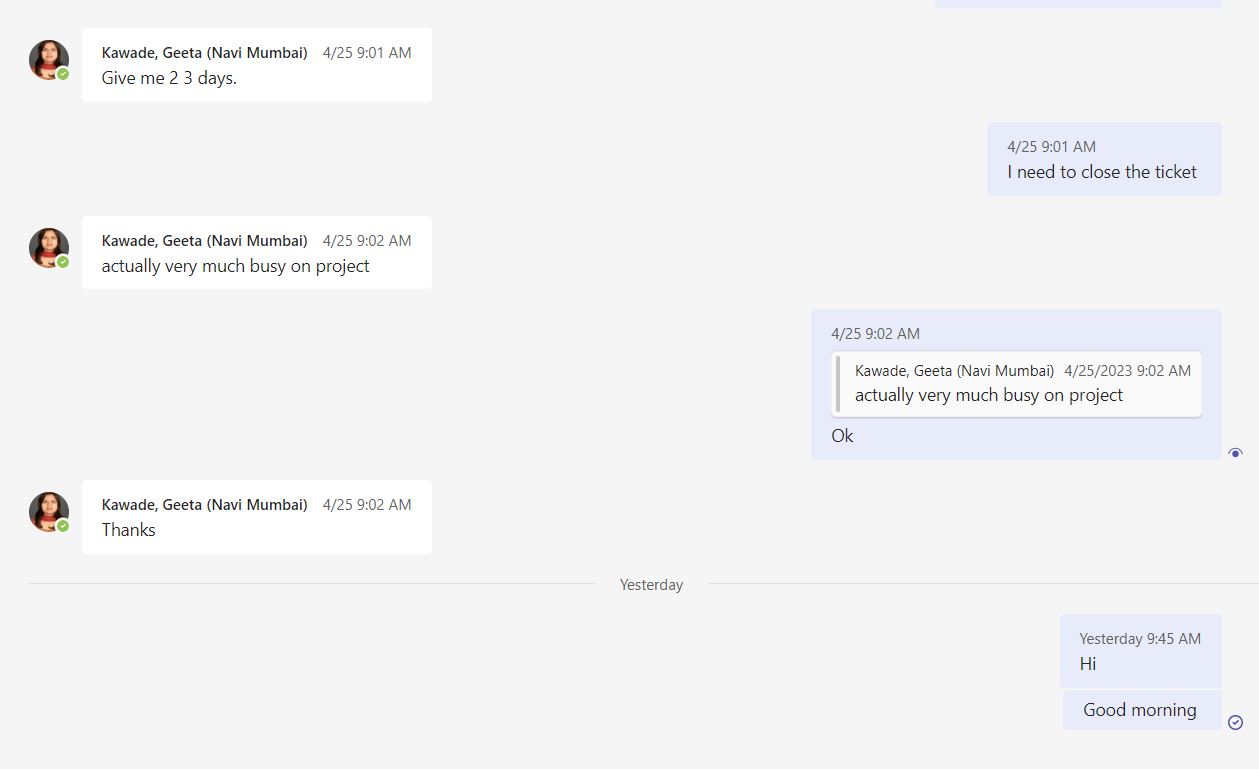 Kawade, Geeta (Navi Mumbai) 4/25 9:01 AM
Give me 2 3 days.
4/25 9:01 AM
I need to close the ticket
Kawade, Geeta (Navi Mumbai) 4/25 9:02 AM
actually very much busy on project
4/25 9:02 AM
Kawade, Geeta (Navi Mumbai) 4/25/2023 9:02 AM
actually very much busy on project
Ok
Kawade, Geeta (Navi Mumbai) 4/25 9:02 AM
Thanks
Yesterday
Yesterday 9:45 AM
Hi
Good morning